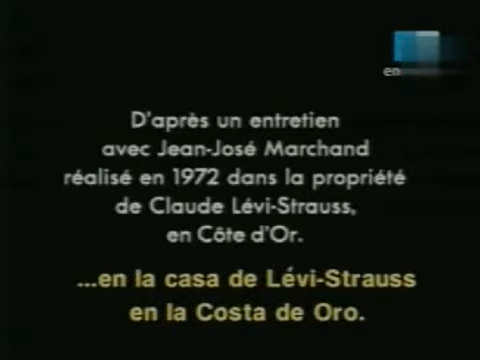 en
D'après un entretien
avec Jean-José Marchand
réalisé en 1972 dans la propriété
de Claude Lévi-Strauss,
en Côte d'Or.
...en la casa de Lévi-Strauss
en la Costa de Oro.